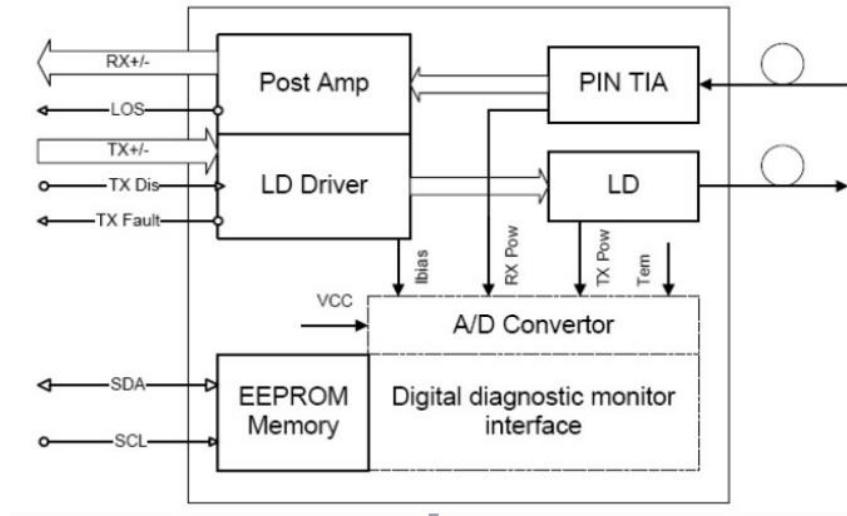 RX+/-
Post Amp
PIN TIA
LOS
TX+/-
TX Dis
LD Driver
LD
TX Fault
Ibias
RX Pow
TX Pow
Tem
VCC
A/D Convertor
SDA
EEPROM
Memory
Digital diagnostic monitor
interface
SCL